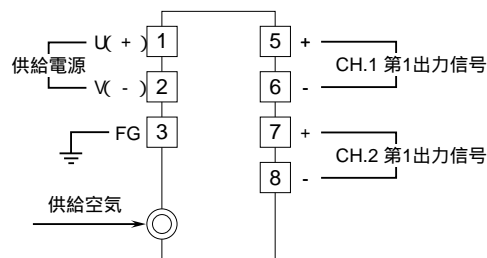 U( + ) 1
供給電源
V( - ) 2
FG 3
供給空気
5 +
CH.1 第1出力信号
6 -
7 +
CH.2 第1出力信号
8 -